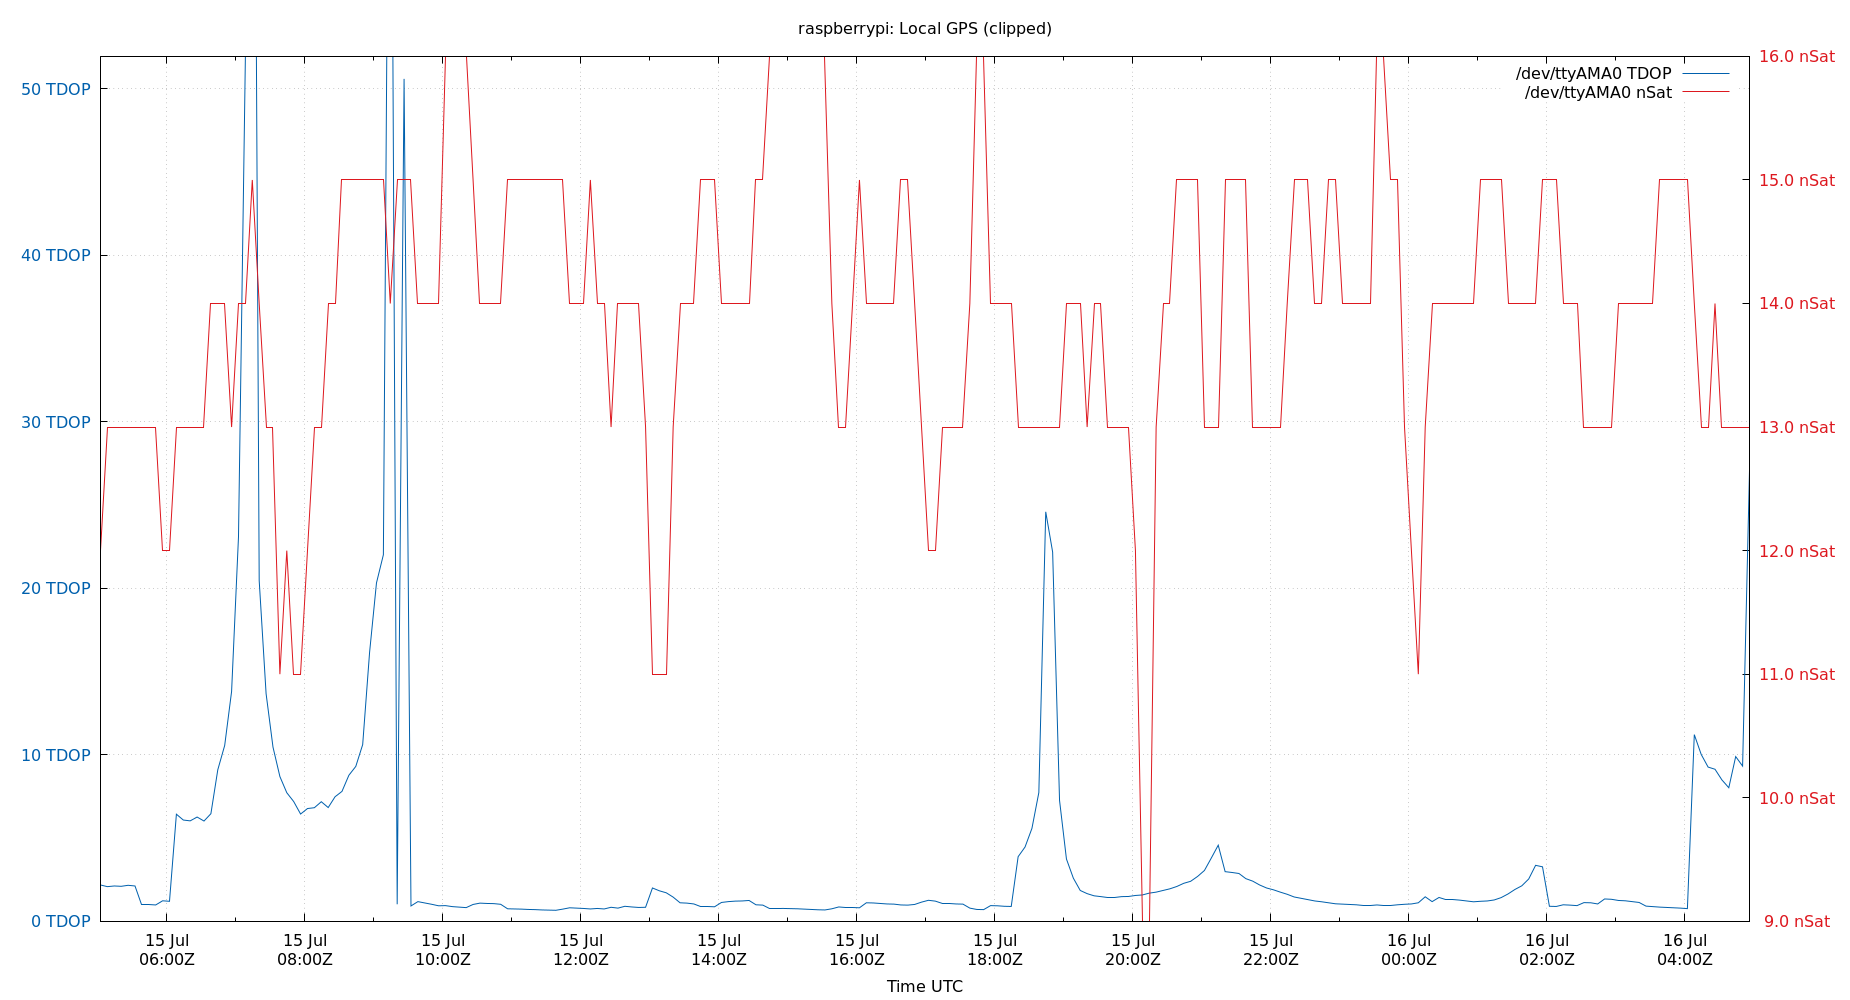 raspberrypi: Local GPS (clipped)
/dev/ttyAMA0 TDOP
/dev/ttyAMA0 nSat
50 TDOP
40 TDOP
30 TDOP
20 TDOP
10 TDOP
0 TDOP
16.0 nSat
15.0 nSat
14.0 nSat
13.0 nSat
12.0 nSat
11.0 nSat
10.0 nSat
9.0 nSat
15 Jul 15 Jul 15 Jul 15 Jul 15 Jul 15 Jul 15 Jul 15 Jul 15 Jul 16 Jul 16 Jul 16 Jul
06:00Z 08:00Z 10:00Z 12:00Z 14:00Z 16:00Z 18:00Z 20:00Z 22:00Z 00:00Z 02:00Z 04:00Z
Time UTC